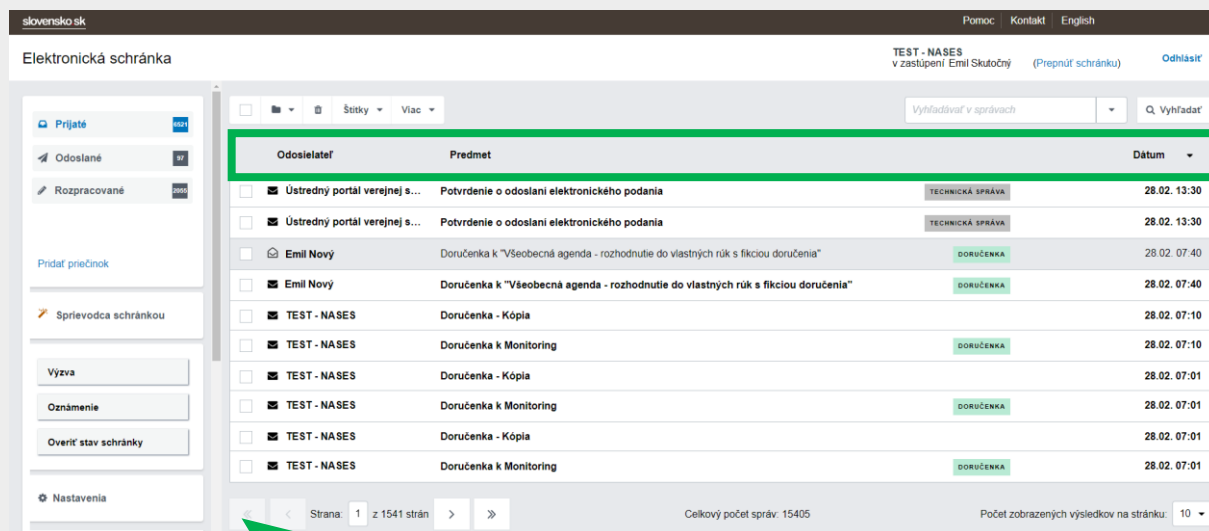 slovensko.sk Pomoc Kontakt English
Elektronická schránka
TEST - NASES
v zastúpení Emil Skutočný (Prepnúť schránku) Odhlásiť
Štítky Viac Vyhľadávať v správach Vyhľadať
Prijaté 6521
Odoslané 97
Rozpracované 2055
Pridať priečinok
Sprievodca schránkou
Výzva
Oznámenie
Overiť stav schránky
Nastavenia
Odosielateľ Predmet Dátum
Ústredný portál verejnej s... Potvrdenie o odoslaní elektronického podania TECHNICKÁ SPRÁVA 28.02. 13:30
Ústredný portál verejnej s... Potvrdenie o odoslaní elektronického podania TECHNICKÁ SPRÁVA 28.02. 13:30
Emil Nový Doručenka k "Všeobecná agenda - rozhodnutie do vlastných rúk s fikciou doručenia" DORUČENKA 28.02. 07:40
Emil Nový Doručenka k "Všeobecná agenda - rozhodnutie do vlastných rúk s fikciou doručenia" DORUČENKA 28.02. 07:40
TEST - NASES Doručenka - Kópia 28.02. 07:10
TEST - NASES Doručenka k Monitoring DORUČENKA 28.02. 07:10
TEST - NASES Doručenka - Kópia 28.02. 07:01
TEST - NASES Doručenka k Monitoring DORUČENKA 28.02. 07:01
TEST - NASES Doručenka - Kópia 28.02. 07:01
TEST - NASES Doručenka k Monitoring DORUČENKA 28.02. 07:01
Strana: 1 z 1541 strán Celkový počet správ: 15405 Počet zobrazených výsledkov na stránku: 10